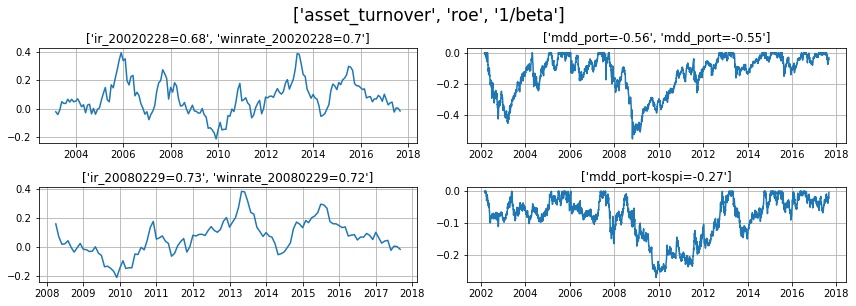 ['asset_turnover', 'roe', '1/beta']
['ir_20020228=0.68', 'winrate_20020228=0.7']
0.4
0.2
0.0
−0.2
2004 2006 2008 2010 2012 2014 2016 2018
['mdd_port=-0.56', 'mdd_port=-0.55']
0.0
−0.2
−0.4
2002 2004 2006 2008 2010 2012 2014 2016 2018
['ir_20080229=0.73', 'winrate_20080229=0.72']
0.4
0.2
0.0
−0.2
2008 2009 2010 2011 2012 2013 2014 2015 2016 2017 2018
['mdd_port-kospi=-0.27']
0.0
−0.1
−0.2
2002 2004 2006 2008 2010 2012 2014 2016 2018